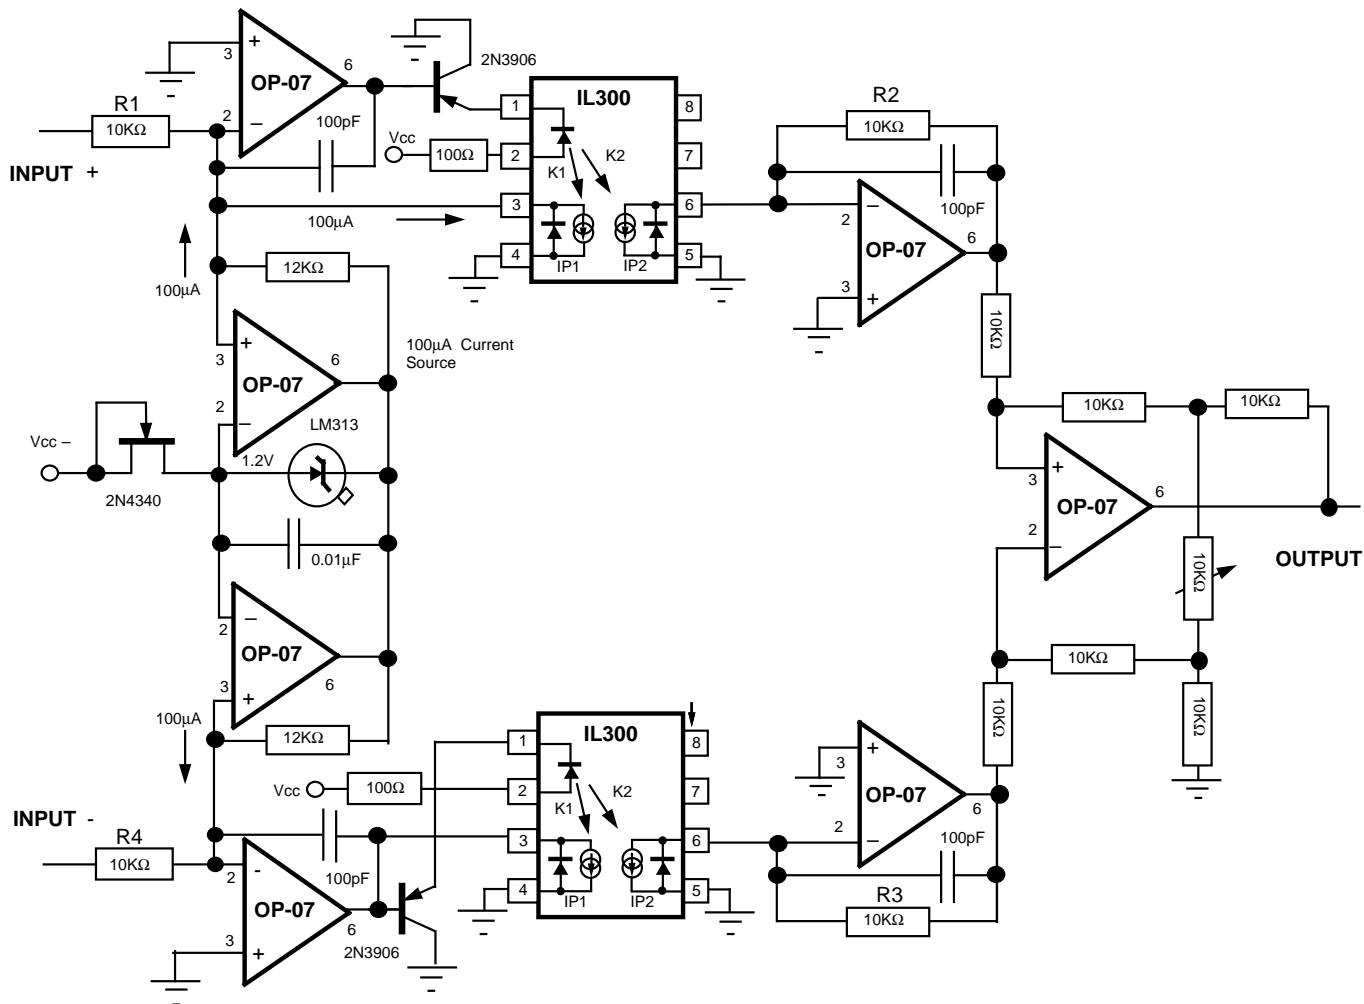 2N3906
3
+
OP-07
6
2
–
R1
10KΩ
INPUT +
100pF
Vcc
100Ω
IL300
1
2
3
4
8
7
6
5
K1
K2
IP1
IP2
100µA
R2
10KΩ
100pF
2
–
OP-07
6
3
+
100µA
12KΩ
10KΩ
+
3
OP-07
6
2
–
100µA Current
Source
Vcc –
2N4340
1.2V
LM313
0.01µF
10KΩ
10KΩ
+
3
OP-07
6
2
–
10KΩ
OUTPUT
–
2
OP-07
6
3
+
10KΩ
10KΩ
10KΩ
100µA
12KΩ
Vcc
100Ω
IL300
1
2
3
4
8
7
6
5
K1
K2
IP1
IP2
+
3
OP-07
6
2
–
100pF
R3
10KΩ
INPUT -
R4
10KΩ
100pF
-
2
OP-07
6
3
+
2N3906